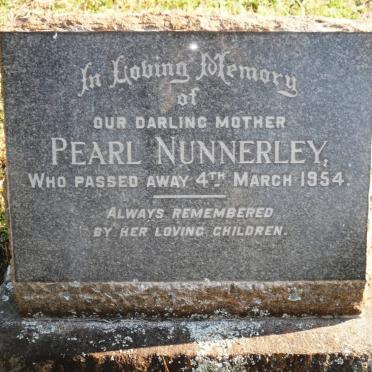 In Loving Memory
of
OUR DARLING MOTHER
PEARL NUNNERLEY,
WHO PASSED AWAY 4TH MARCH 1954.
ALWAYS REMEMBERED
BY HER LOVING CHILDREN.